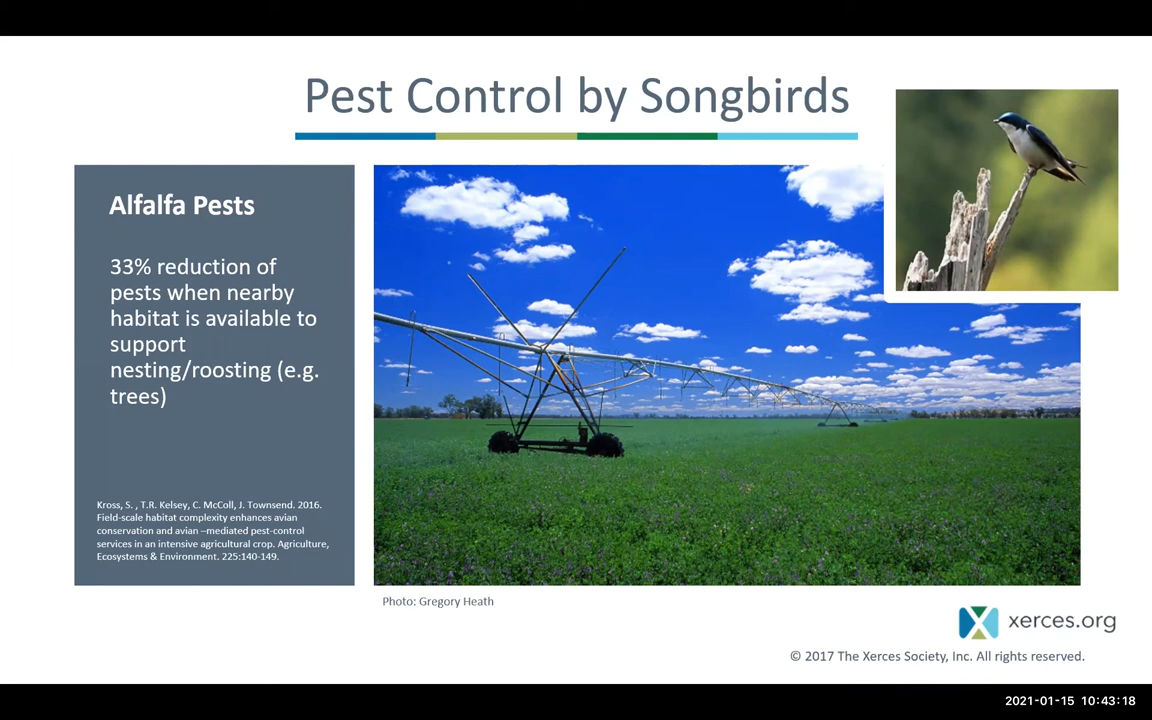 Pest Control by Songbirds
Alfalfa Pests
33% reduction of
pests when nearby
habitat is available to
support
nesting/roosting (e.g.
trees)
Kross, S. , T.R. Kelsey, C. McColl, J. Townsend. 2016.
Field-scale habitat complexity enhances avian
conservation and avian –mediated pest-control
services in an intensive agricultural crop. Agriculture,
Ecosystems & Environment. 225:140-149.
Photo: Gregory Heath
xerces.org
© 2017 The Xerces Society, Inc. All rights reserved.
2021-01-15 10:43:18